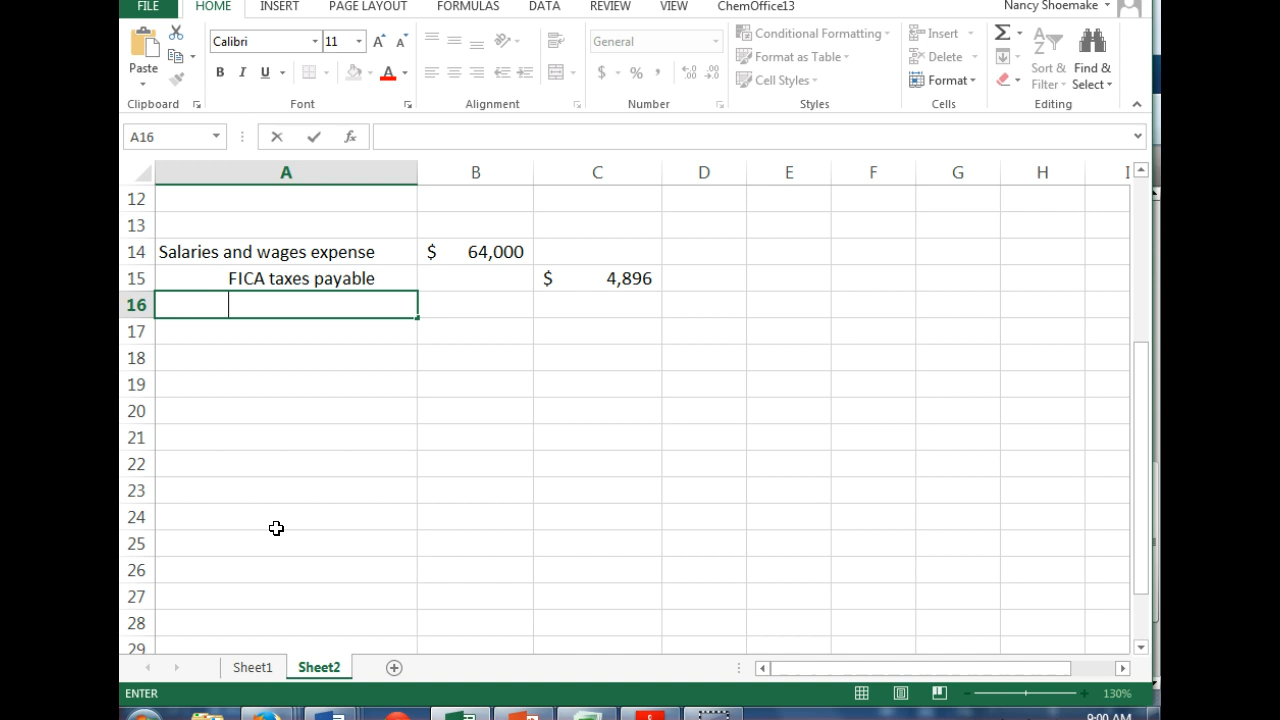 FILE HOME INSERT PAGE LAYOUT FORMULAS DATA REVIEW VIEW ChemOffice13 Nancy Shoemake
Calibri 11 General Conditional Formatting Insert
Paste Format as Table Delete Sort & Find &
B I U $ % , Cell Styles Format Filter Select
Clipboard Font Alignment Number Styles Cells Editing
A16 fx
A B C D E F G H I
12
13
14 Salaries and wages expense $ 64,000
15 FICA taxes payable $ 4,896
16
17
18
19
20
21
22
23
24
25
26
27
28
29
Sheet1 Sheet2
ENTER 130%
9:00 AM